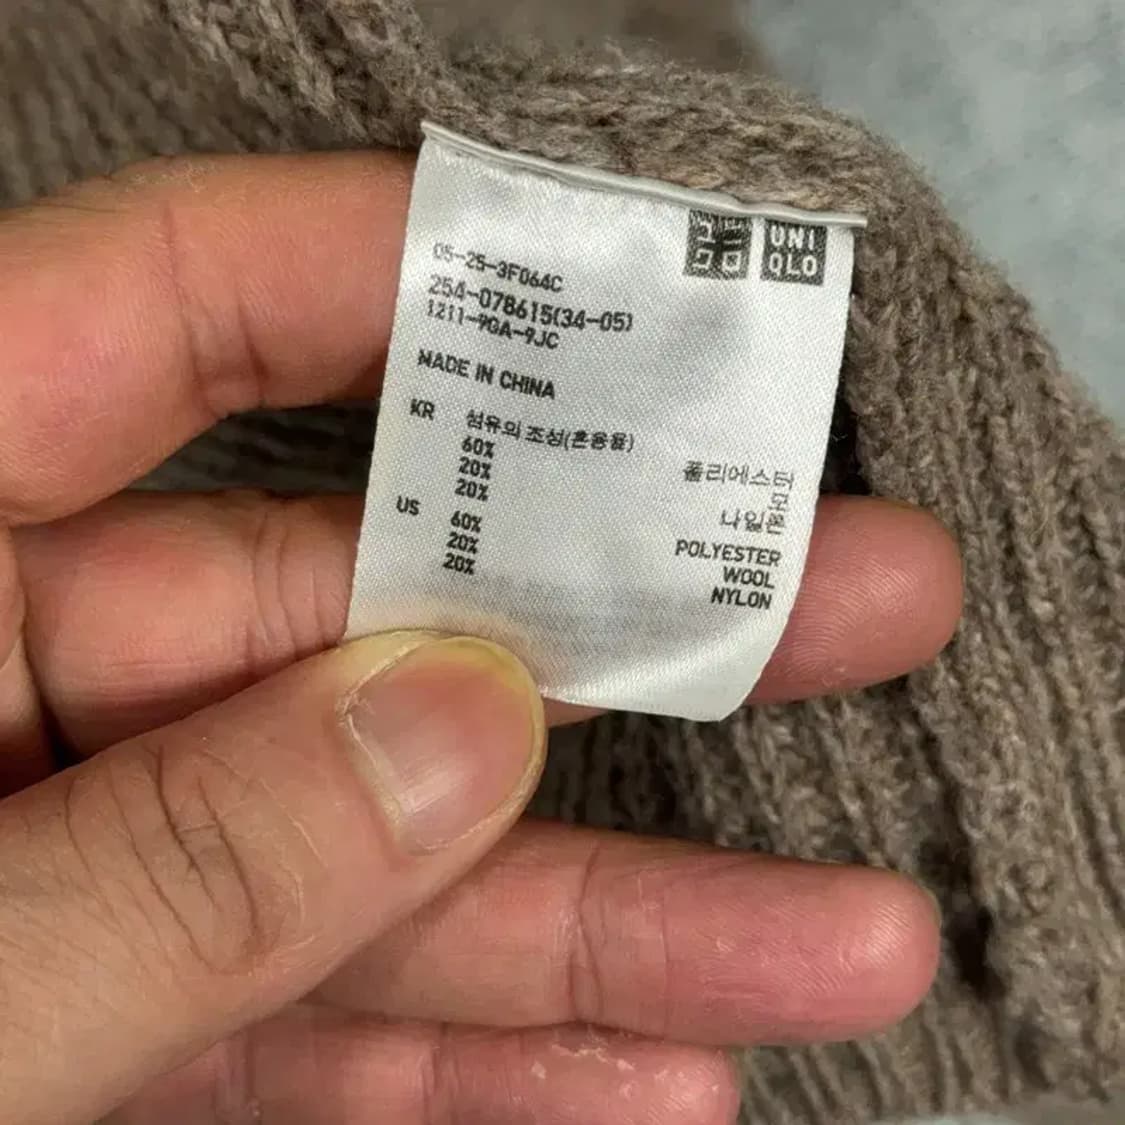 ユニ
クロ
UNI
QLO
05-25-3F064C
254-078615(34-05)
1211-9GA-9JC
MADE IN CHINA
KR 섬유의 조성(혼용율)
60% 폴리에스터
20% 모
20% 나일론
US
60% POLYESTER
20% WOOL
20% NYLON